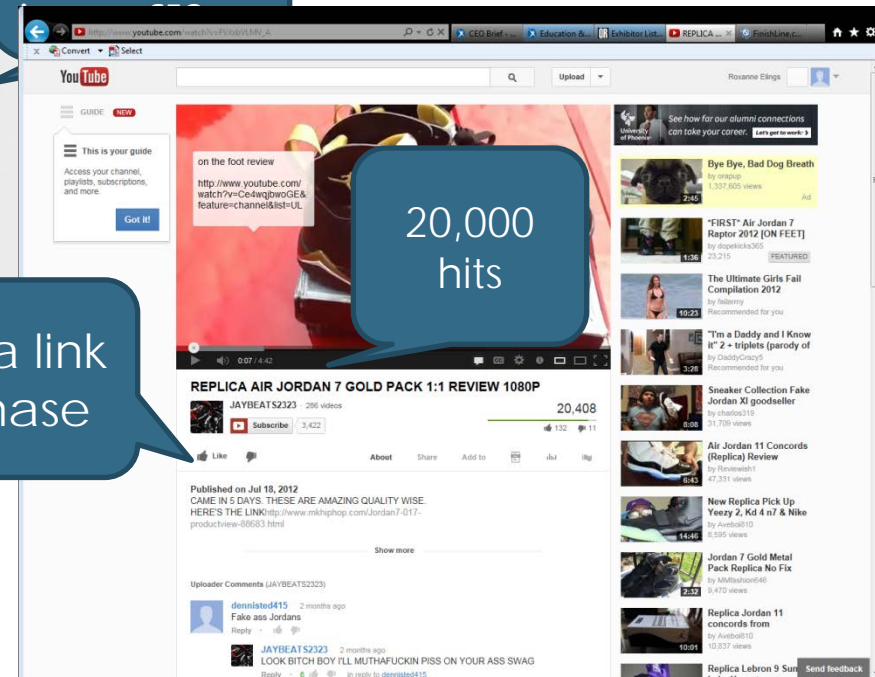 http://www.youtube.com/watch?v=
CEO Brief - ...
Education &...
Exhibitor List...
REPLICA ...
FinishLine,c...
x Convert Select
YouTube
Upload
Roxanne Elings
GUIDE NEW
This is your guide
Access your channel,
playlists, subscriptions,
and more.
Got it!
on the foot review
http://www.youtube.com/
watch?v=Ce4wqjbwoGE&
feature=channel&list=UL
20,000
hits
a link
hase
0:07 / 4:42
REPLICA AIR JORDAN 7 GOLD PACK 1:1 REVIEW 1080P
JAYBEATS2323 · 286 videos
Subscribe 3,422
20,408
132 11
Like
About Share Add to
Published on Jul 18, 2012
CAME IN 5 DAYS. THESE ARE AMAZING QUALITY WISE.
HERE'S THE LINKhttp://www.mkhiphop.com/Jordan7-017-
productview-88683.html
Show more
Uploader Comments (JAYBEATS2323)
dennisted415 2 months ago
Fake ass Jordans
Reply ·
JAYBEATS2323 2 months ago
LOOK BITCH BOY I'LL MUTHAFUCKIN PISS ON YOUR ASS SWAG
Reply · 6 in reply to dennisted415
University
of Phoenix
See how far our alumni connections
can take your career. Let's get to work:
Bye Bye, Bad Dog Breath
by orapup
1,337,605 views
Ad
2:45
*FIRST* Air Jordan 7
Raptor 2012 [ON FEET]
by dopekicks365
23,215 FEATURED
1:36
The Ultimate Girls Fail
Compilation 2012
by failarmy
Recommended for you
10:23
"I'm a Daddy and I Know
it" 2 + triplets (parody of
by DaddyCrazy5
Recommended for you
3:28
Sneaker Collection Fake
Jordan XI goodseller
by charlos319
31,709 views
8:08
Air Jordan 11 Concords
(Replica) Review
by Reviewish1
47,331 views
6:43
New Replica Pick Up
Yeezy 2, Kd 4 n7 & Nike
by Aveboi810
8,595 views
14:46
Jordan 7 Gold Metal
Pack Replica No Fix
by MMfashion646
9,470 views
2:32
Replica Jordan 11
concords from
by Aveboi810
10,837 views
10:01
Replica Lebron 9 Sum
Send feedback